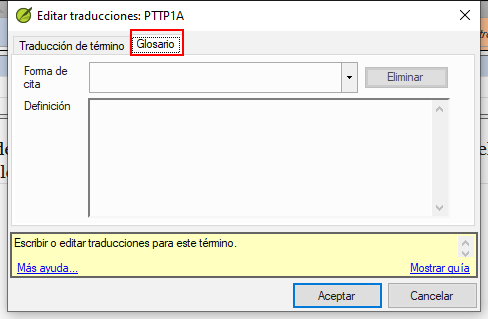 Editar traducciones: PTTP1A
Traducción de término
Glosario
Forma de
cita
Eliminar
Definición
Escribir o editar traducciones para este término.
Más ayuda...
Mostrar guía
Aceptar
Cancelar